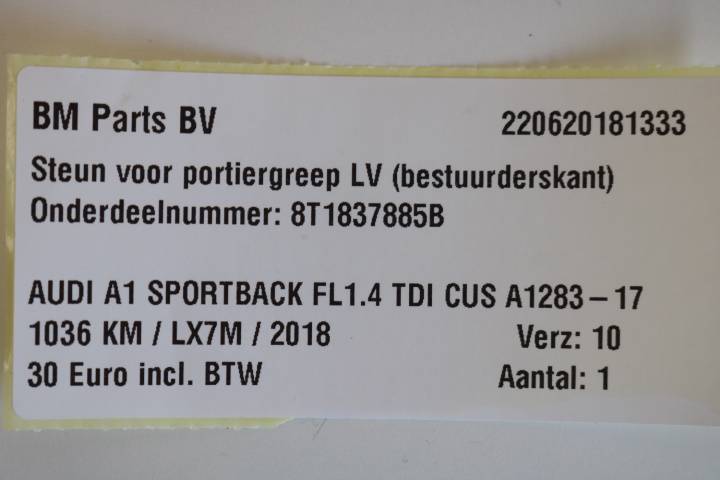 BM Parts BV 220620181333
Steun voor portiergreep LV (bestuurderskant)
Onderdeelnummer: 8T1837885B
AUDI A1 SPORTBACK FL1.4 TDI CUS A1283-17
1036 KM / LX7M / 2018 Verz: 10
30 Euro incl. BTW Aantal: 1